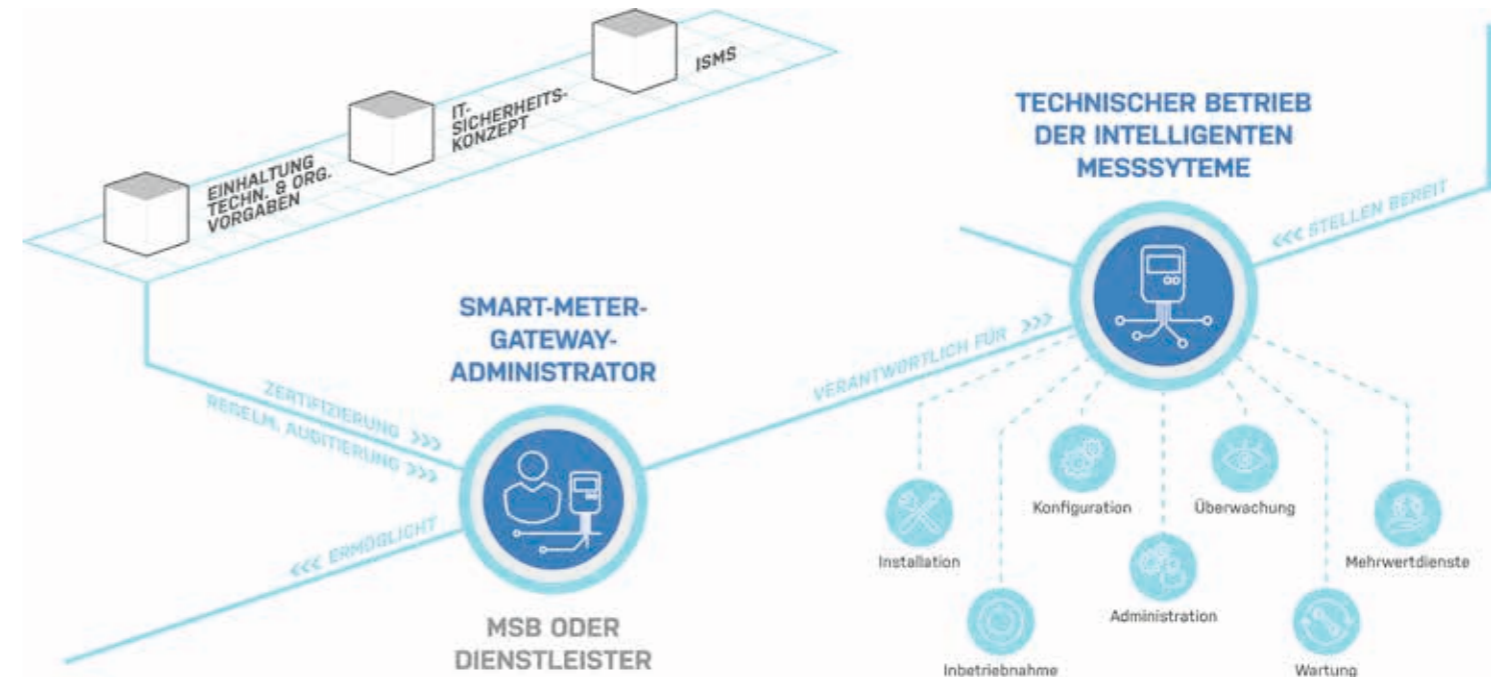 EINHALTUNG
TECHN. & ORG.
VORGABEN
IT-
SICHERHEITS-
KONZEPT
ISMS
TECHNISCHER BETRIEB
DER INTELLIGENTEN
MESSSYTEME
<<< STELLEN BEREIT
SMART-METER-
GATEWAY-
ADMINISTRATOR
ZERTIFIZIERUNG >>>
REGELM. AUDITIERUNG >>>
VERANTWORTLICH FÜR >>>
<<< ERMÖGLICHT
MSB ODER
DIENSTLEISTER
Konfiguration
Überwachung
Installation
Mehrwertdienste
Administration
Inbetriebnahme
Wartung